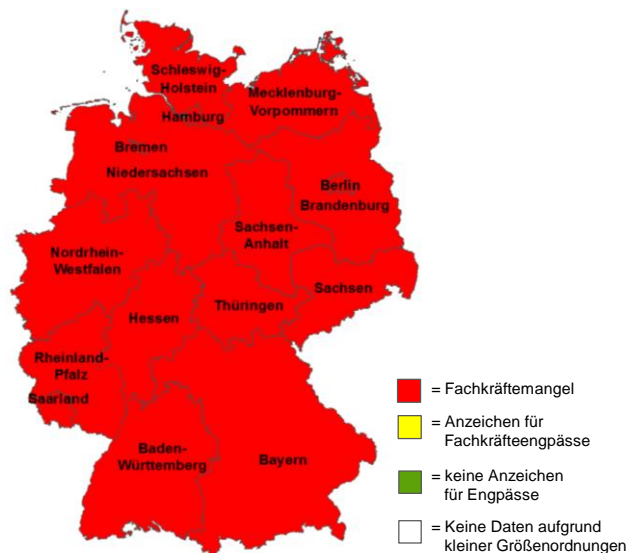 Schleswig-
Holstein
Mecklenburg-
Vorpommern
Hamburg
Bremen
Niedersachsen
Berlin
Brandenburg
Sachsen-
Anhalt
Nordrhein-
Westfalen
Sachsen
Thüringen
Hessen
Rheinland-
Pfalz
Saarland
Baden-
Württemberg
Bayern
= Fachkräftemangel
= Anzeichen für
Fachkräfteengpässe
= keine Anzeichen
für Engpässe
= Keine Daten aufgrund
kleiner Größenordnungen